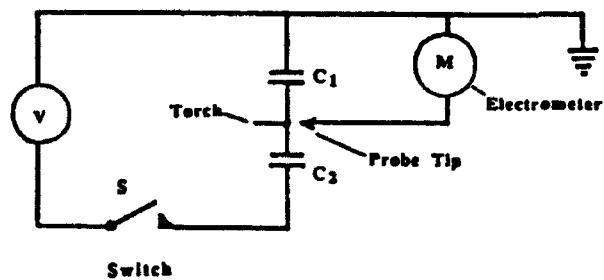 C1
M
Electrometer
V
Torch
Probe Tip
C2
S
Switch